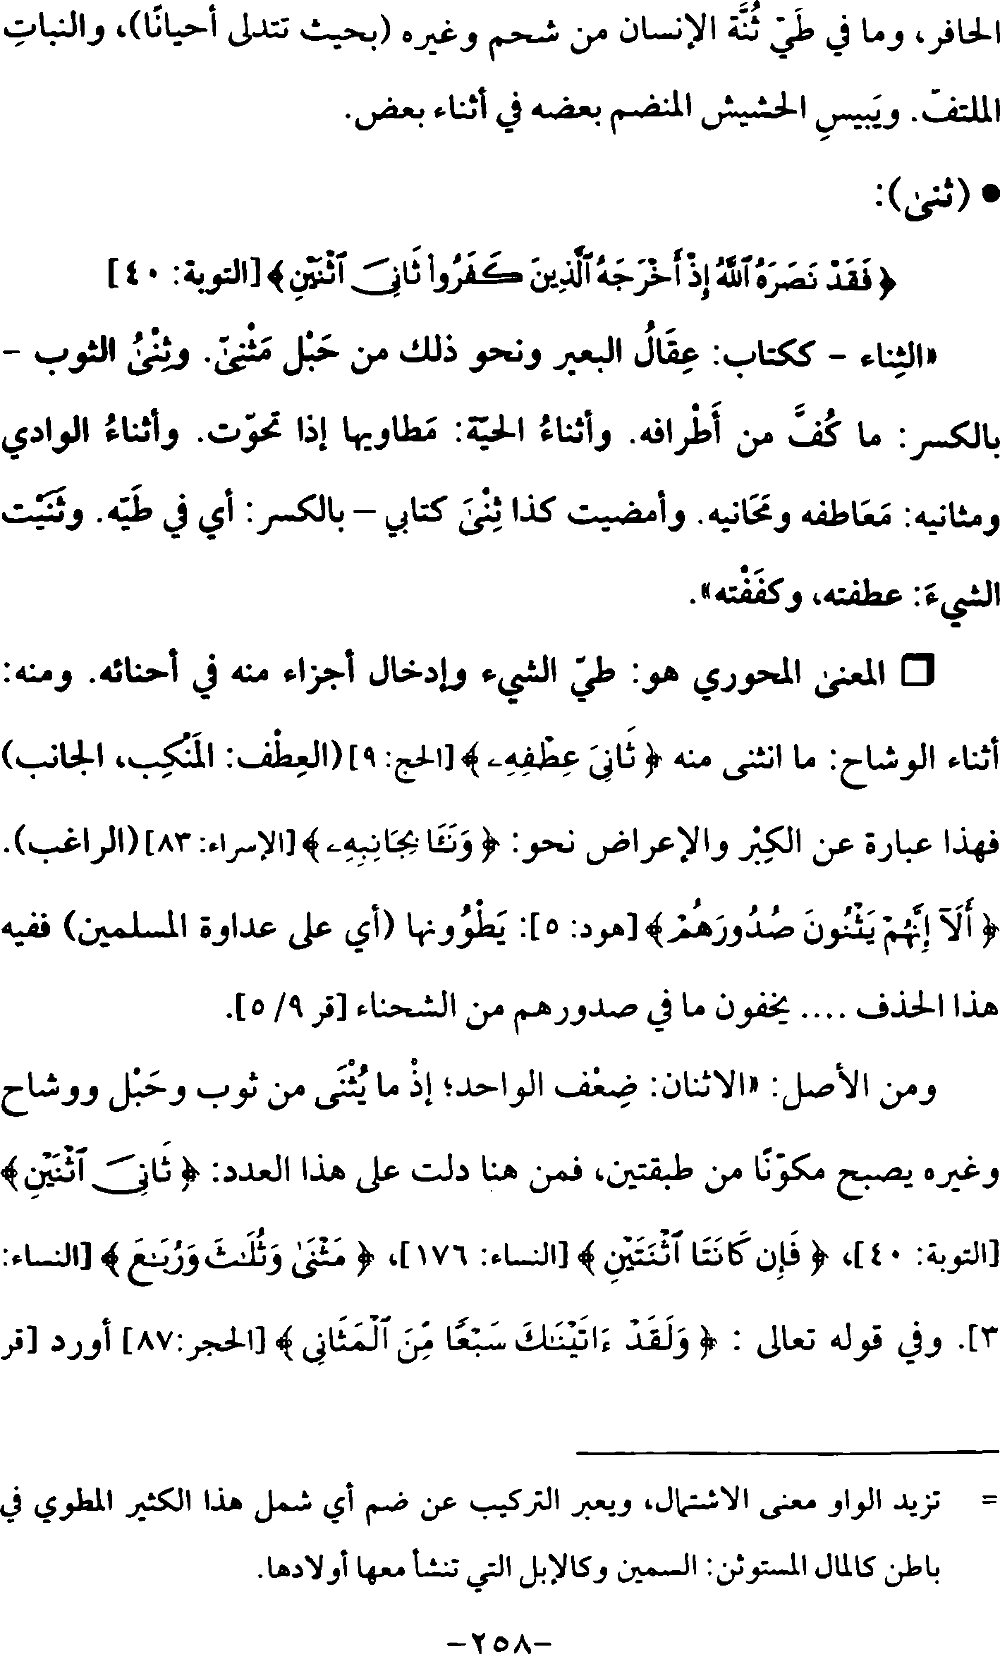 الحافر، وما في طَيّ ثُنَّة الإنسان من شحم وغيره (بحيث تتدلى أحيانًا)، والنباتِ
الملتفّ. ويَبيسِ الحشيش المنضم بعضه في أثناء بعض.
● (ثنى):
﴿ فَقَدْ نَصَرَهُ ٱللَّهُ إِذْ أَخْرَجَهُ ٱلَّذِينَ كَفَرُوا ثَانِيَ ٱثْنَيْنِ ﴾ [التوبة: ٤٠]
«الثِناء - ككتاب: عِقَالُ البعير ونحو ذلك من حَبْل مَثْنِىّ. وثِنْىُ الثوب -
بالكسر: ما كُفَّ من أَطْرافه. وأثناءُ الحيّة: مَطاويها إذا تحوّت. وأثناءُ الوادي
ومثانيه: مَعَاطفه ومَحَانيه. وأمضيت كذا ثِنْىَ كتابي - بالكسر: أي في طَيّه. وثَنَيْت
الشيءَ: عطفته، وكفَفْته».
❒ المعنى المحوري هو: طيّ الشيء وإدخال أجزاء منه في أحنائه. ومنه:
أثناء الوشاح: ما انثنى منه ﴿ ثَانِيَ عِطْفِهِۦ ﴾ [الحج: ٩] (العِطْف: المَنْكِب، الجانب)
فهذا عبارة عن الكِبْر والإعراض نحو: ﴿ وَنَـَٔا بِجَانِبِهِۦ ﴾ [الإسراء: ٨٣] (الراغب).
﴿ أَلَآ إِنَّهُمْ يَثْنُونَ صُدُورَهُمْ ﴾ [هود: ٥]: يَطْوُونها (أي على عداوة المسلمين) ففيه
هذا الحذف .... يخفون ما في صدورهم من الشحناء [قر ٩/ ٥].
ومن الأصل: «الاثنان: ضِعْف الواحد؛ إذْ ما يُثْنَى من ثوب وحَبْل ووشاح
وغيره يصبح مكوّنًا من طبقتين، فمن هنا دلت على هذا العدد: ﴿ ثَانِيَ ٱثْنَيْنِ ﴾
[التوبة: ٤٠]، ﴿ فَإِن كَانَتَا ٱثْنَتَيْنِ ﴾ [النساء: ١٧٦]، ﴿ مَثْنَىٰ وَثُلَـٰثَ وَرُبَـٰعَ ﴾ [النساء:
٣]. وفي قوله تعالى : ﴿ وَلَقَدْ ءَاتَيْنَـٰكَ سَبْعًا مِّنَ ٱلْمَثَانِى ﴾ [الحجر: ٨٧] أورد [قر
= تزيد الواو معنى الاشتمال، ويعبر التركيب عن ضم أي شمل هذا الكثير المطوي في
باطن كالمال المستوثن: السمين وكالإبل التي تنشأ معها أولادها.
-٢٥٨-